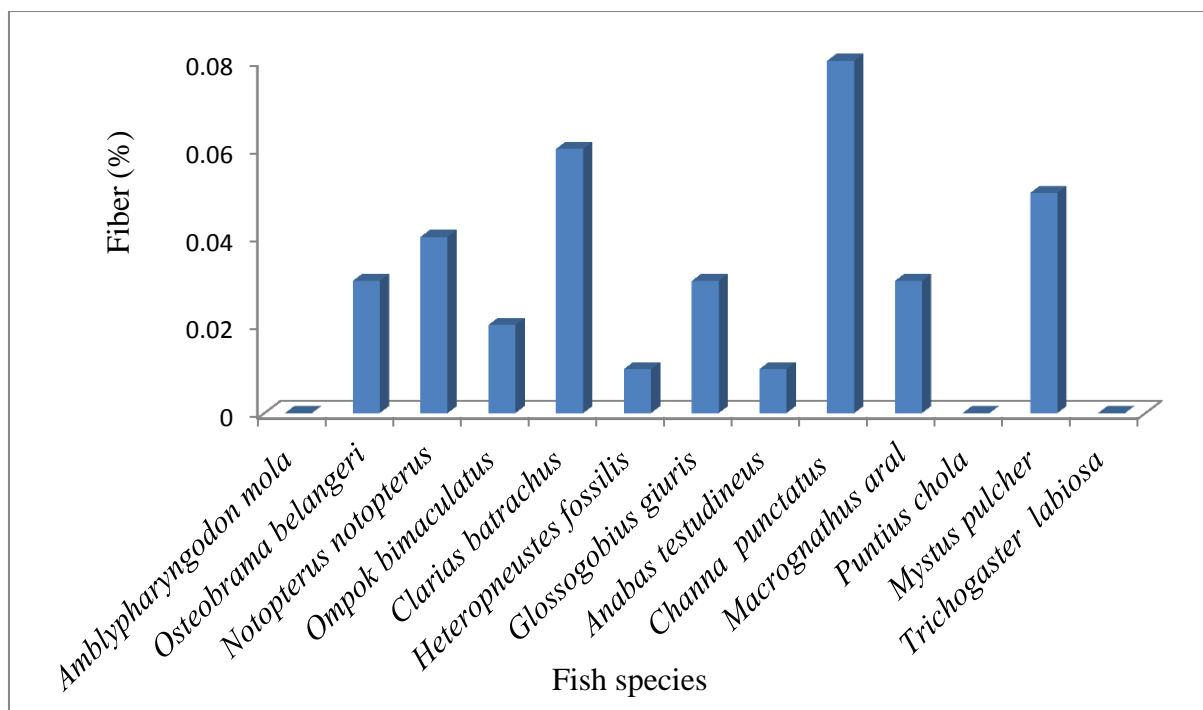 Fiber (%)
0.08
0.06
0.04
0.02
0
Amblypharyngodon mola
Osteobrama belangeri
Notopterus notopterus
Ompok bimaculatus
Clarias batrachus
Heteropneustes fossilis
Glossogobius giuris
Anabas testudineus
Channa punctatus
Macrognathus aral
Puntius chola
Mystus pulcher
Trichogaster labiosa
Fish species